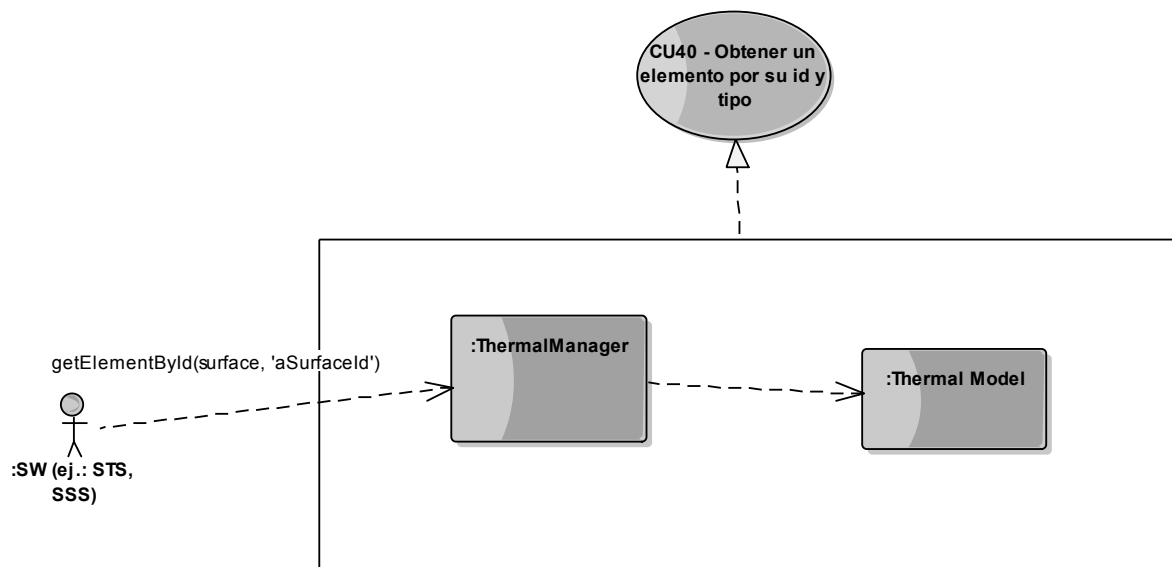 CU40 - Obtener un
elemento por su id y
tipo
:ThermalManager
:Thermal Model
getElementById(surface, 'aSurfaceId')
:SW (ej.: STS,
SSS)